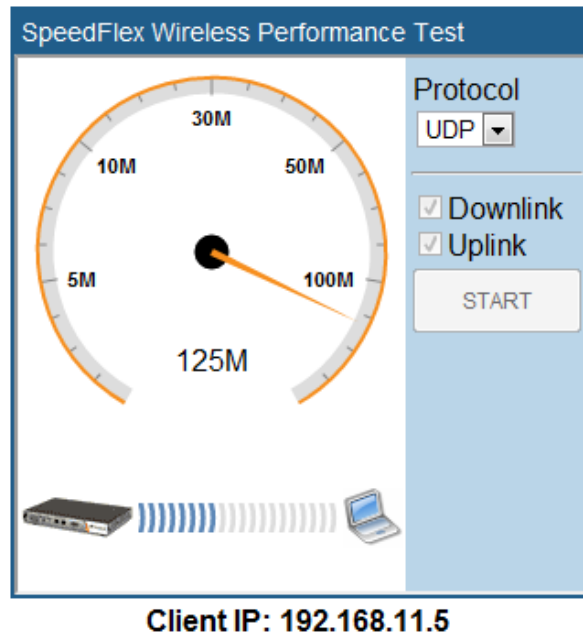 SpeedFlex Wireless Performance Test
Protocol
UDP
Downlink
Uplink
START
5M
10M
30M
50M
100M
125M
Client IP: 192.168.11.5